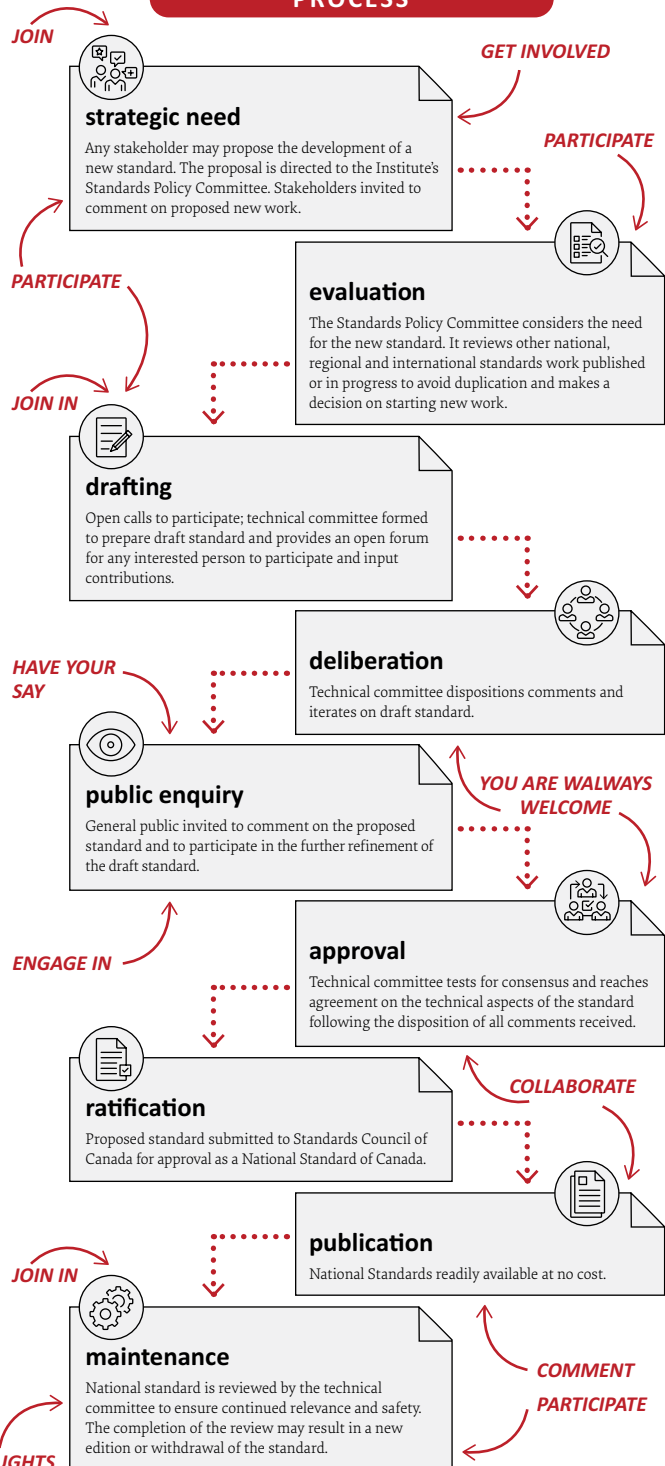 PROCESS
JOIN
GET INVOLVED
strategic need
Any stakeholder may propose the development of a
new standard. The proposal is directed to the Institute's
Standards Policy Committee. Stakeholders invited to
comment on proposed new work.
PARTICIPATE
PARTICIPATE
evaluation
The Standards Policy Committee considers the need
for the new standard. It reviews other national,
regional and international standards work published
or in progress to avoid duplication and makes a
decision on starting new work.
JOIN IN
drafting
Open calls to participate; technical committee formed
to prepare draft standard and provides an open forum
for any interested person to participate and input
contributions.
deliberation
Technical committee dispositions comments and
iterates on draft standard.
HAVE YOUR
SAY
public enquiry
General public invited to comment on the proposed
standard and to participate in the further refinement of
the draft standard.
YOU ARE WALWAYS
WELCOME
ENGAGE IN
approval
Technical committee tests for consensus and reaches
agreement on the technical aspects of the standard
following the disposition of all comments received.
ratification
Proposed standard submitted to Standards Council of
Canada for approval as a National Standard of Canada.
COLLABORATE
publication
National Standards readily available at no cost.
JOIN IN
maintenance
National standard is reviewed by the technical
committee to ensure continued relevance and safety.
The completion of the review may result in a new
edition or withdrawal of the standard.
COMMENT
PARTICIPATE